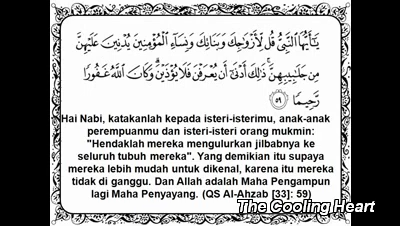 يَٰٓأَيُّهَا ٱلنَّبِىُّ قُل لِّأَزْوَٰجِكَ وَبَنَاتِكَ وَنِسَآءِ ٱلْمُؤْمِنِينَ يُدْنِينَ عَلَيْهِنَّ
مِن جَلَٰبِيبِهِنَّ ۚ ذَٰلِكَ أَدْنَىٰٓ أَن يُعْرَفْنَ فَلَا يُؤْذَيْنَ ۗ وَكَانَ ٱللَّهُ غَفُورًا
رَّحِيمًا ٥٩
Hai Nabi, katakanlah kepada isteri-isterimu, anak-anak
perempuanmu dan isteri-isteri orang mukmin:
"Hendaklah mereka mengulurkan jilbabnya ke
seluruh tubuh mereka". Yang demikian itu supaya
mereka lebih mudah untuk dikenal, karena itu mereka
tidak di ganggu. Dan Allah adalah Maha Pengampun
lagi Maha Penyayang. (QS Al-Ahzab [33]: 59)
The Cooling Heart